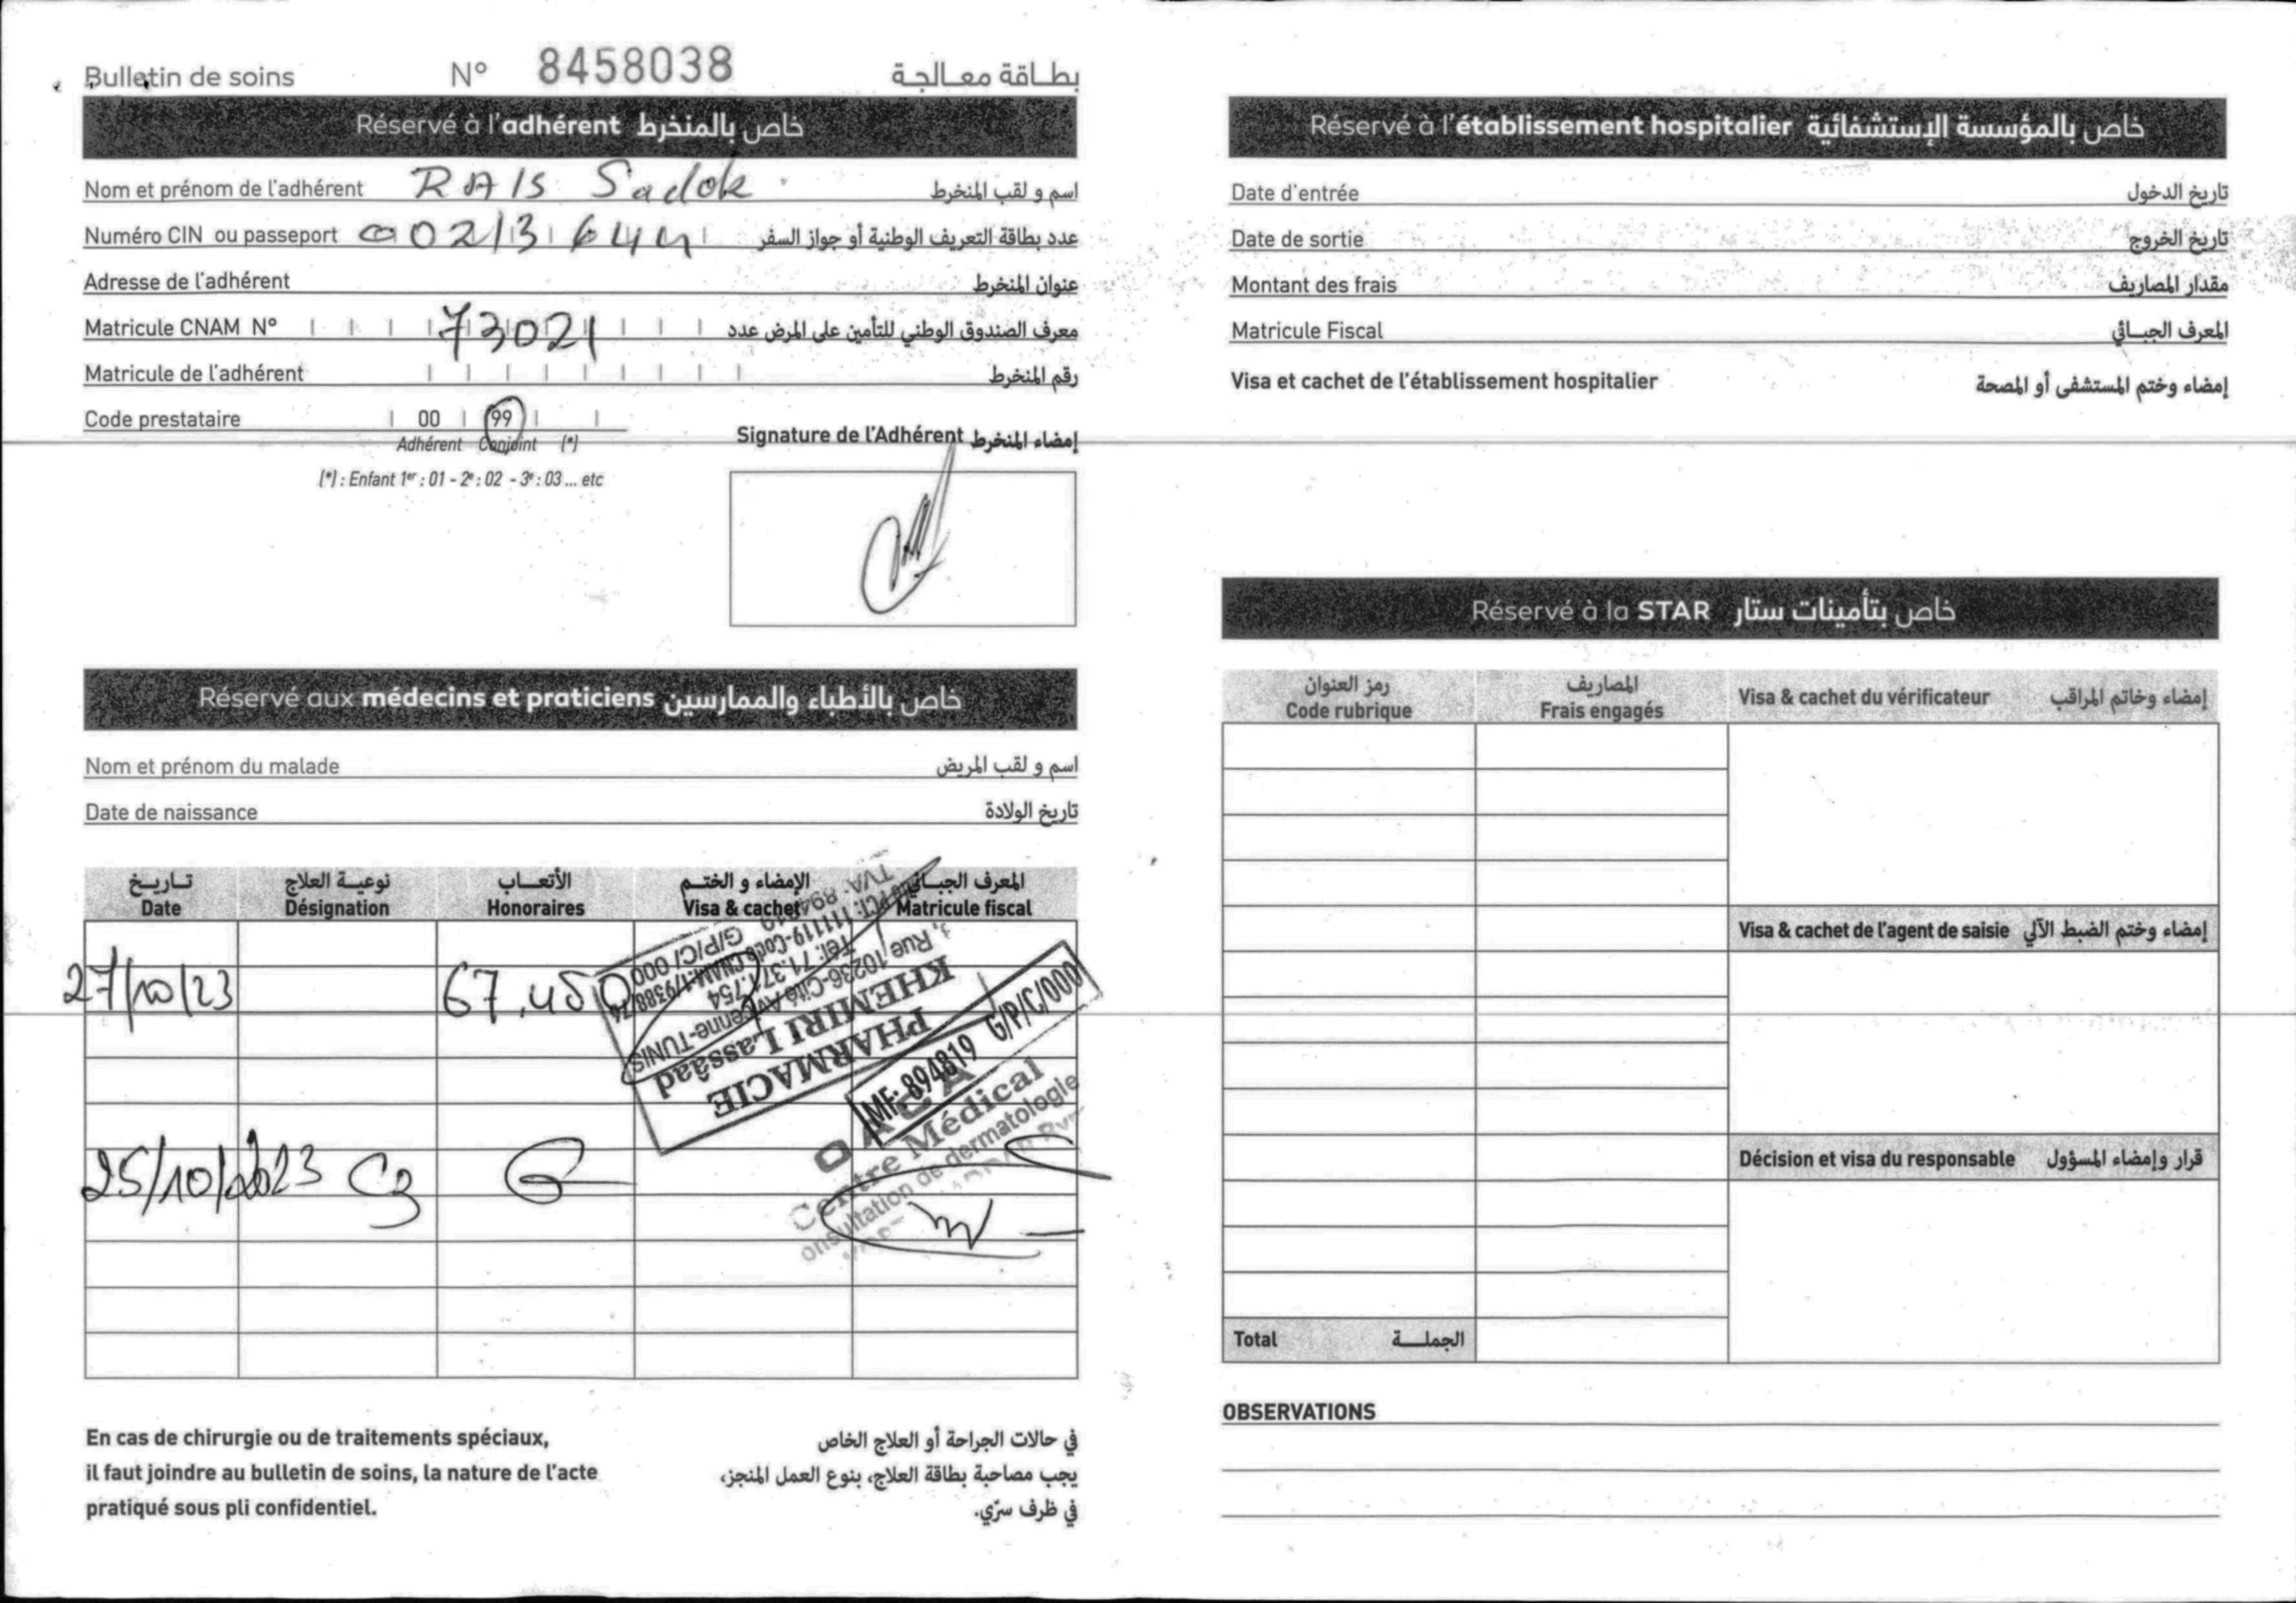 Bulletin de soins N° 8458038 بطاقة معالجة
Réservé à l'adhérent خاص بالمنخرط
Nom et prénom de l'adhérent RAIS Sadok اسم و لقب المنخرط
Numéro CIN ou passeport 02136441 عدد بطاقة التعريف الوطنية أو جواز السفر
Adresse de l'adhérent عنوان المنخرط
Matricule CNAM N° 73021 معرف الصندوق الوطني للتأمين على المرض عدد
Matricule de l'adhérent رقم المنخرط
Code prestataire 00 99
Adhérent Conjoint (*)
(*) : Enfant 1er : 01 - 2e : 02 - 3e : 03 ... etc
Signature de l'Adhérent إمضاء المنخرط
Réservé aux médecins et praticiens خاص بالأطباء والممارسين
Nom et prénom du malade اسم و لقب المريض
Date de naissance تاريخ الولادة
تاريخ نوعية العلاج الأتعاب الإمضاء و الختم المعرف الجبائي
Date Désignation Honoraires Visa & cachet Matricule fiscal
27/10/23 67,450
PHARMACIE
KHEMIRI Lassâad
3, Rue 10236-Cité Avicenne-TUNIS
Tél: 71.371.754
G/P/C/000
MF: 894819 G/P/C/000
25/10/2023 C3 G
Centre Médical
onsultation de dermatologie
En cas de chirurgie ou de traitements spéciaux,
il faut joindre au bulletin de soins, la nature de l'acte
pratiqué sous pli confidentiel.
في حالات الجراحة أو العلاج الخاص
يجب مصاحبة بطاقة العلاج، بنوع العمل المنجز،
في ظرف سرّي.
Réservé à l'établissement hospitalier خاص بالمؤسسة الإستشفائية
Date d'entrée تاريخ الدخول
Date de sortie تاريخ الخروج
Montant des frais مقدار المصاريف
Matricule Fiscal المعرف الجبائي
Visa et cachet de l'établissement hospitalier إمضاء وختم المستشفى أو المصحة
Réservé à la STAR خاص بتأمينات ستار
رمز العنوان المصاريف
Code rubrique Frais engagés Visa & cachet du vérificateur إمضاء وخاتم المراقب
Visa & cachet de l'agent de saisie إمضاء وختم الضبط الآلي
Décision et visa du responsable قرار وإمضاء المسؤول
Total الجملة
OBSERVATIONS